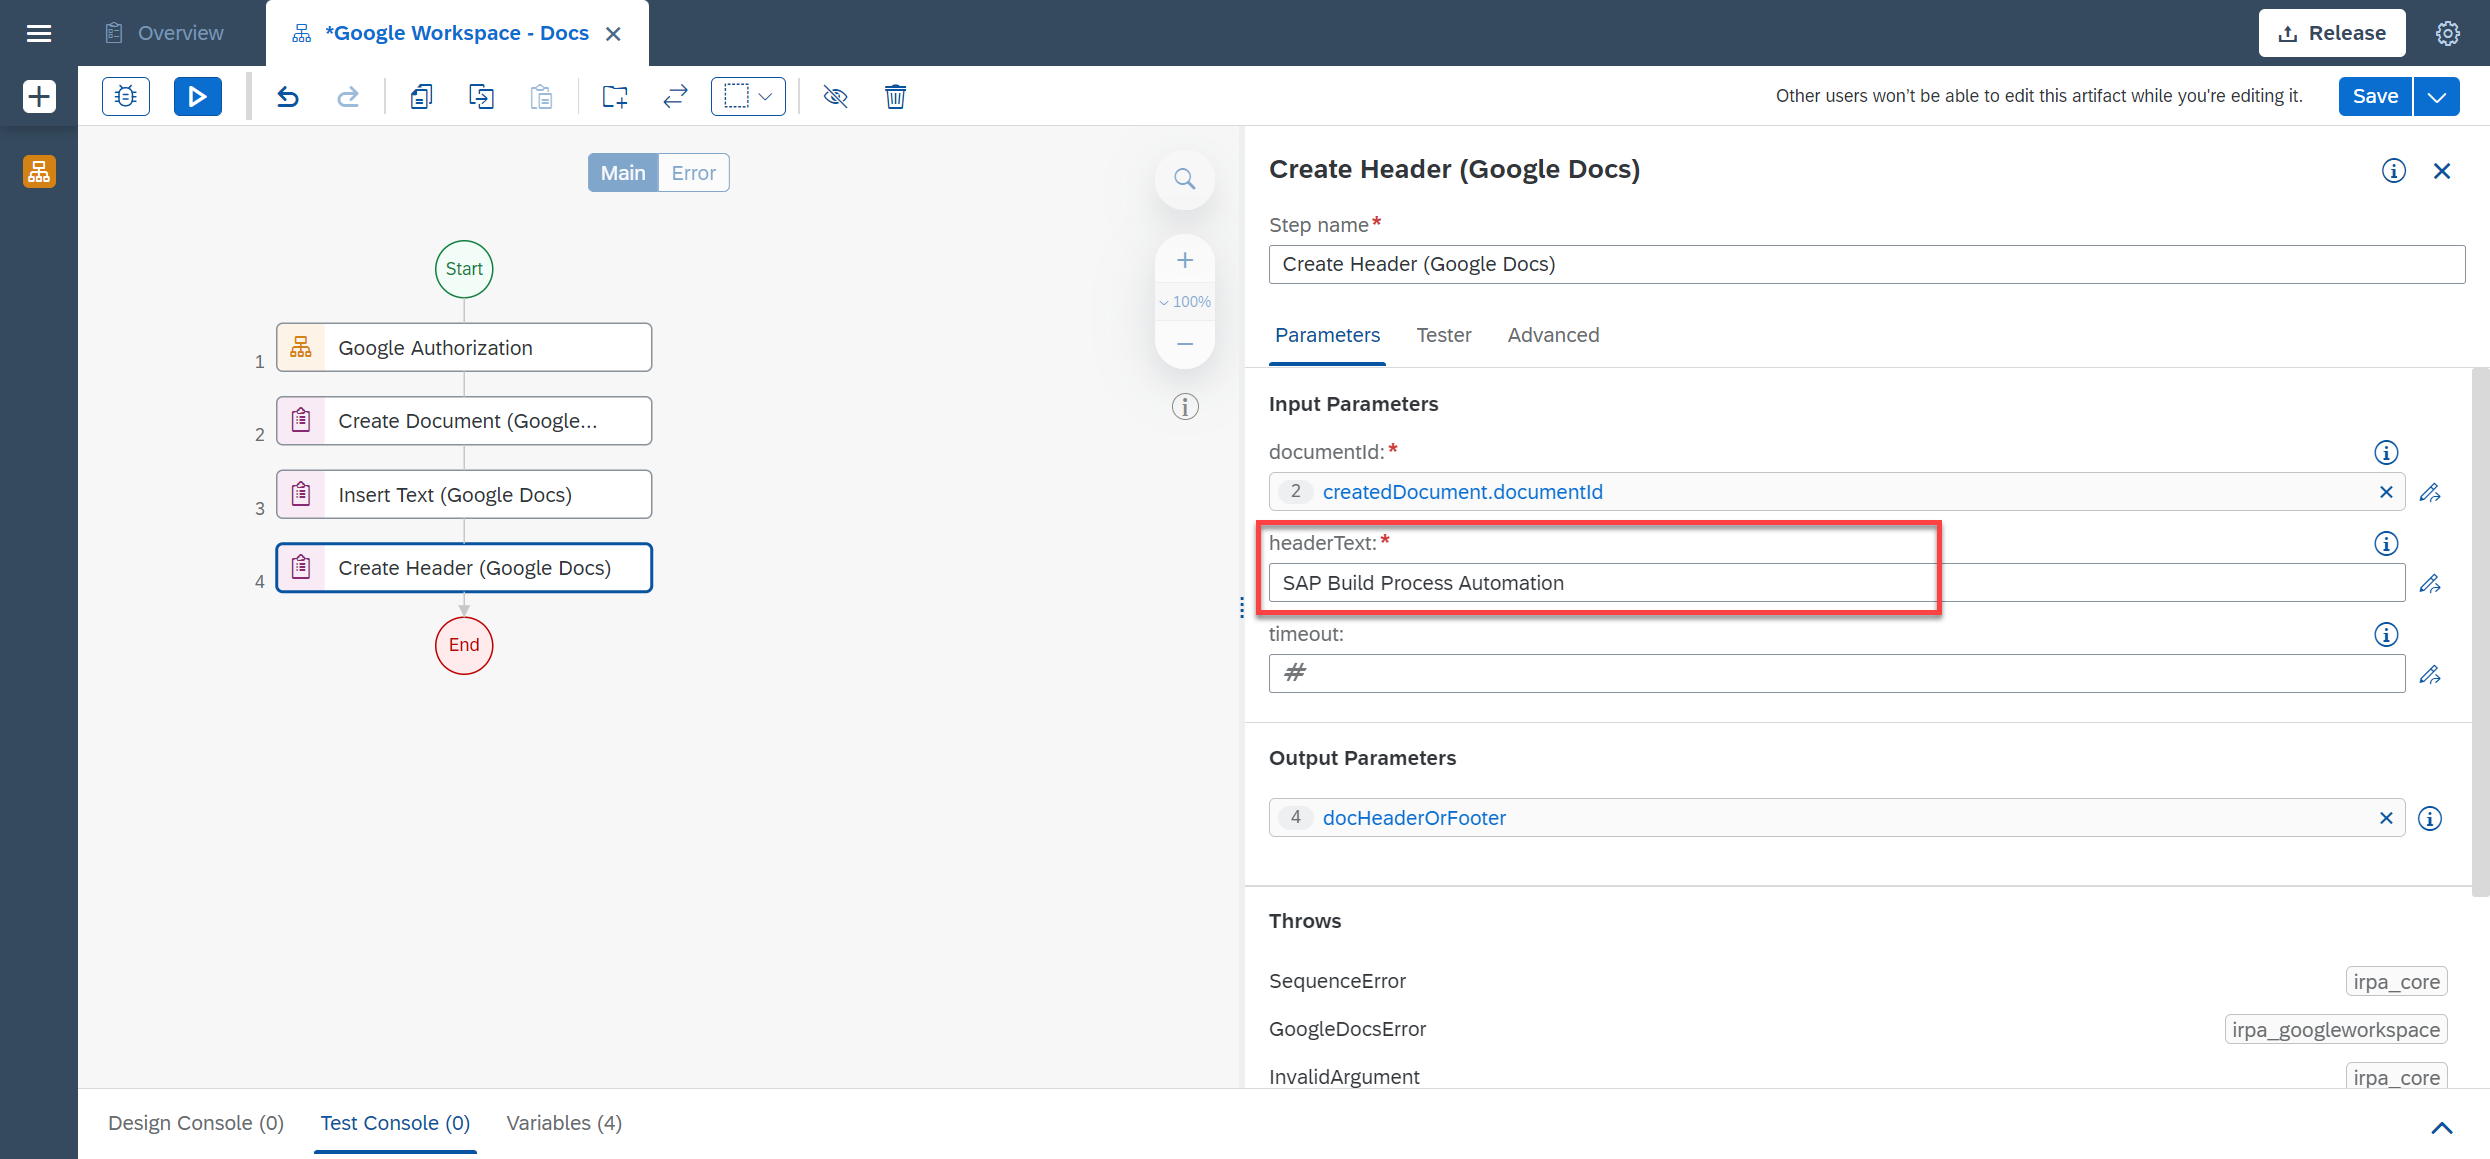 Overview
*Google Workspace - Docs
Release
Other users won't be able to edit this artifact while you're editing it.
Save
Main
Error
100%
Start
1
Google Authorization
2
Create Document (Google...
3
Insert Text (Google Docs)
4
Create Header (Google Docs)
End
Create Header (Google Docs)
Step name*
Create Header (Google Docs)
Parameters
Tester
Advanced
Input Parameters
documentId:*
2 createdDocument.documentId
headerText:*
SAP Build Process Automation
timeout:
#
Output Parameters
4 docHeaderOrFooter
Throws
SequenceError
irpa_core
GoogleDocsError
irpa_googleworkspace
InvalidArgument
irpa_core
Design Console (0)
Test Console (0)
Variables (4)